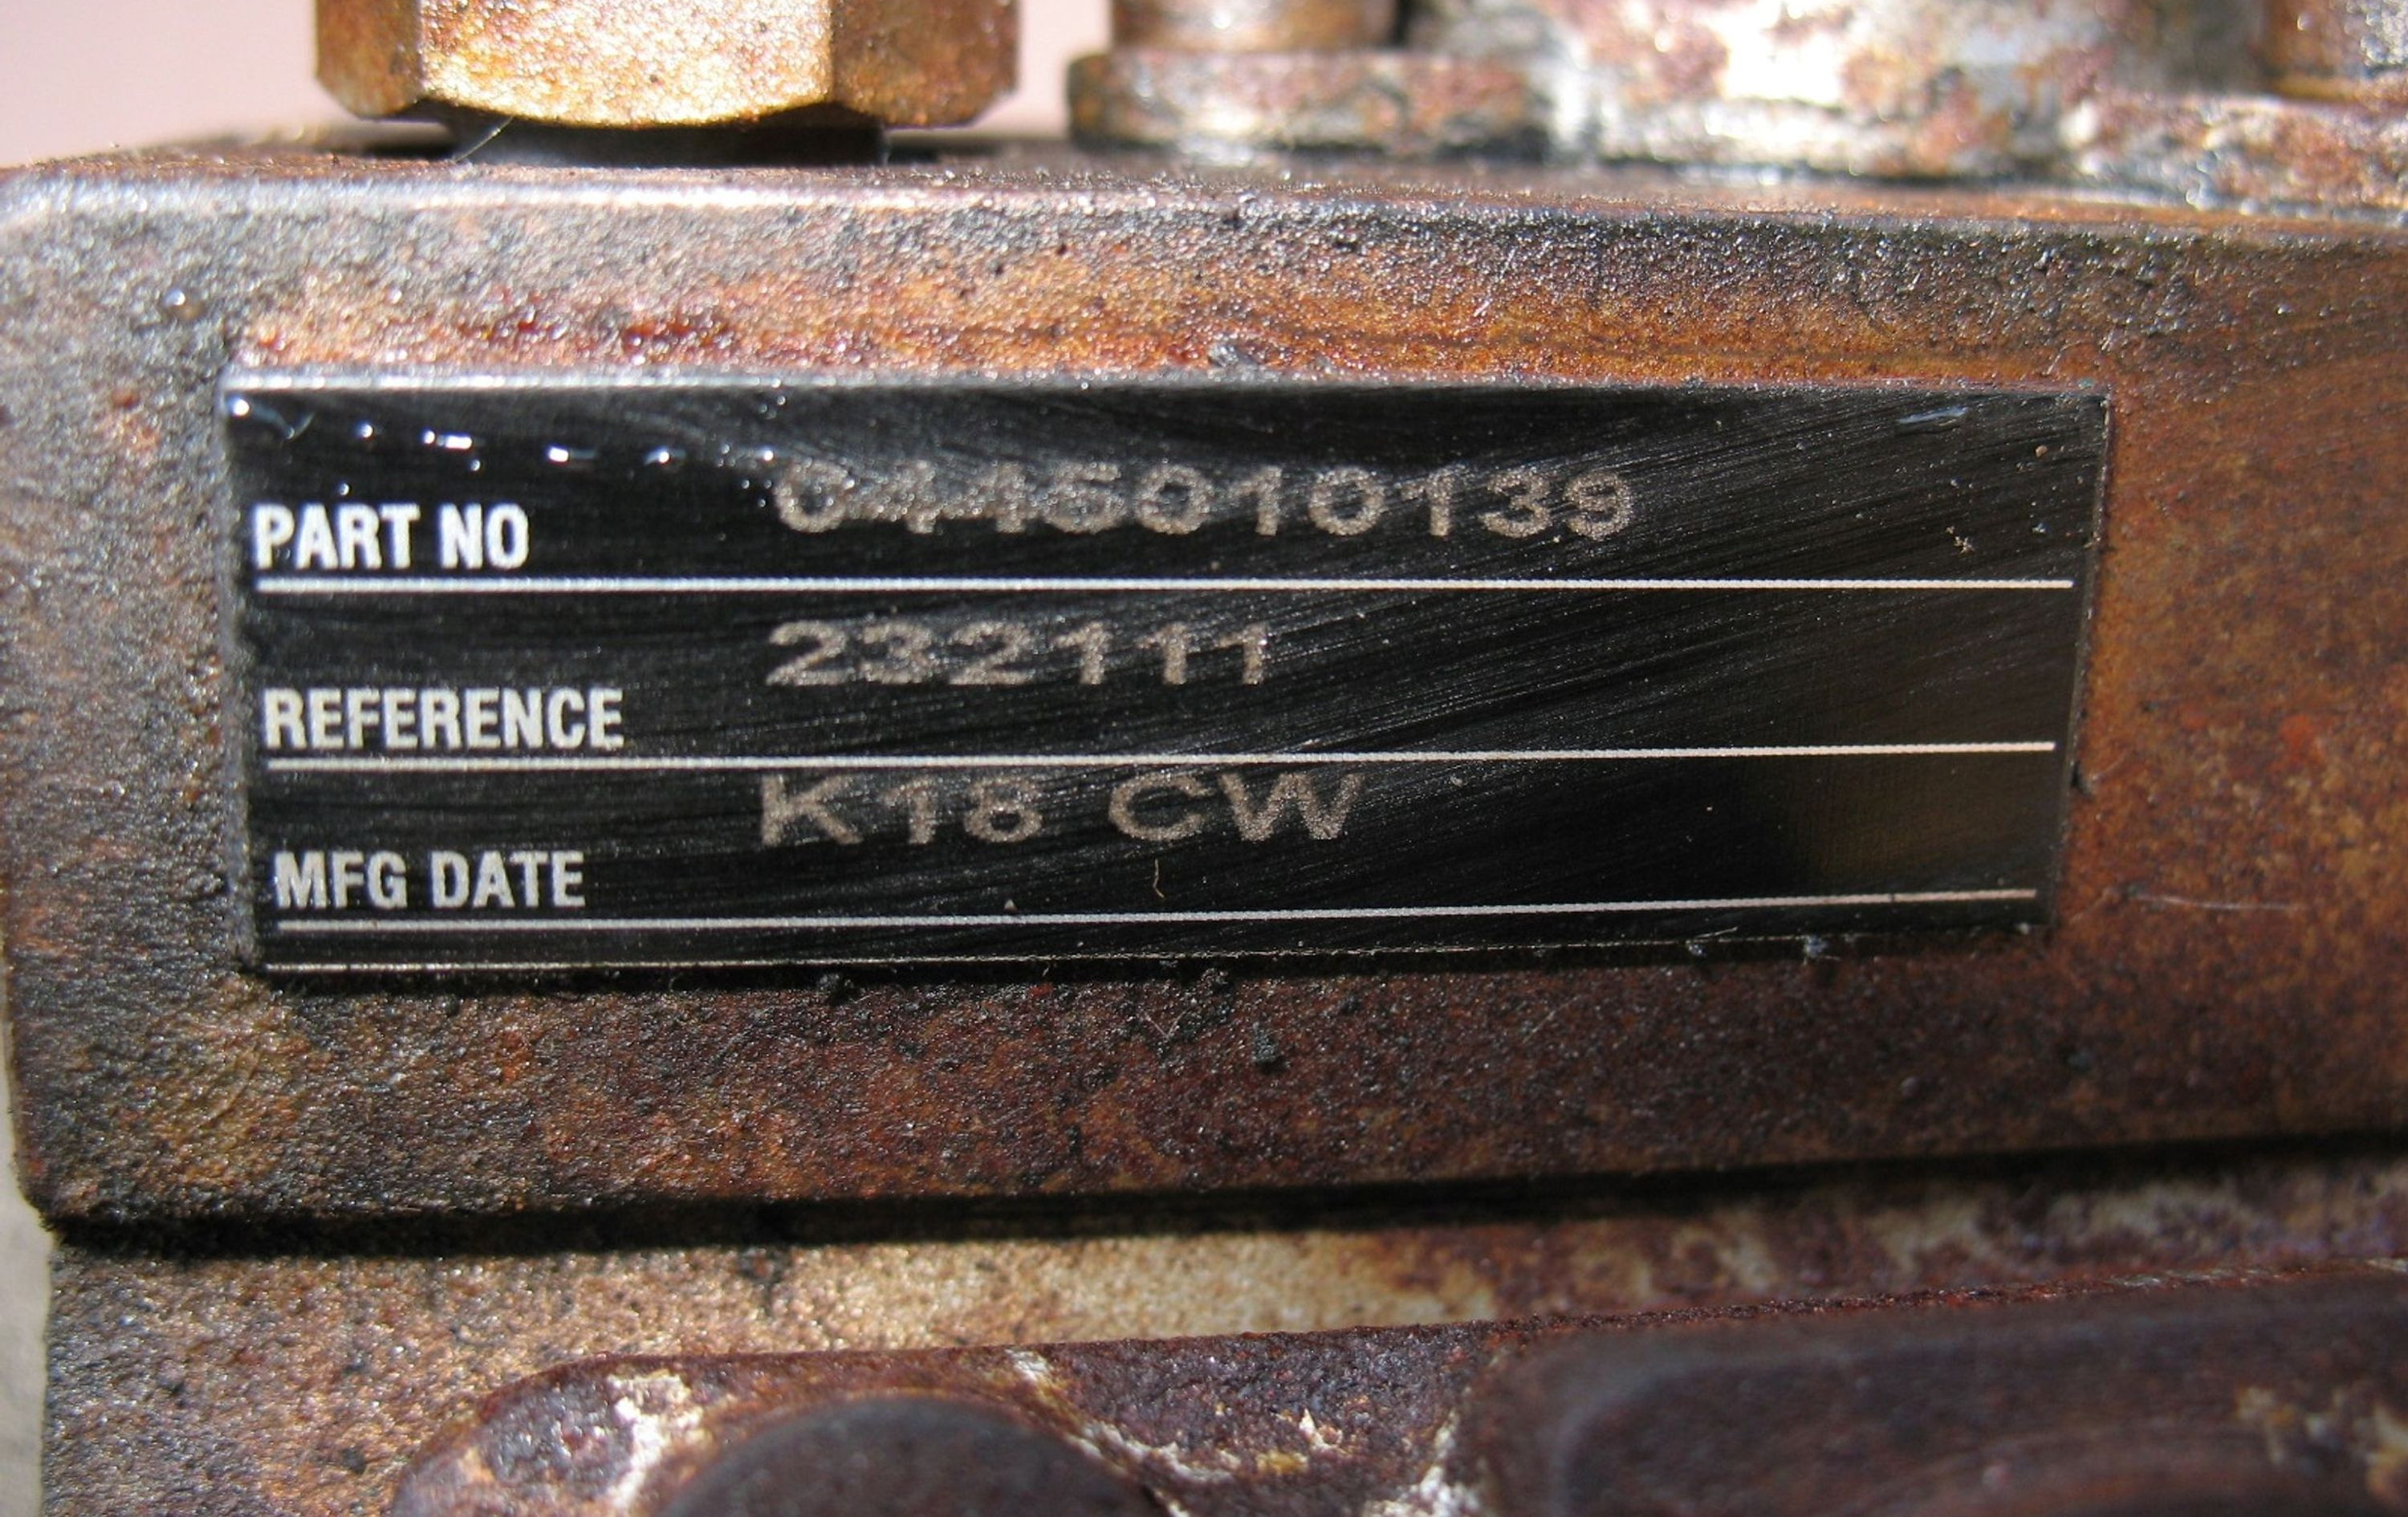 PART NO 0445010139
REFERENCE 232111
MFG DATE K18 CW